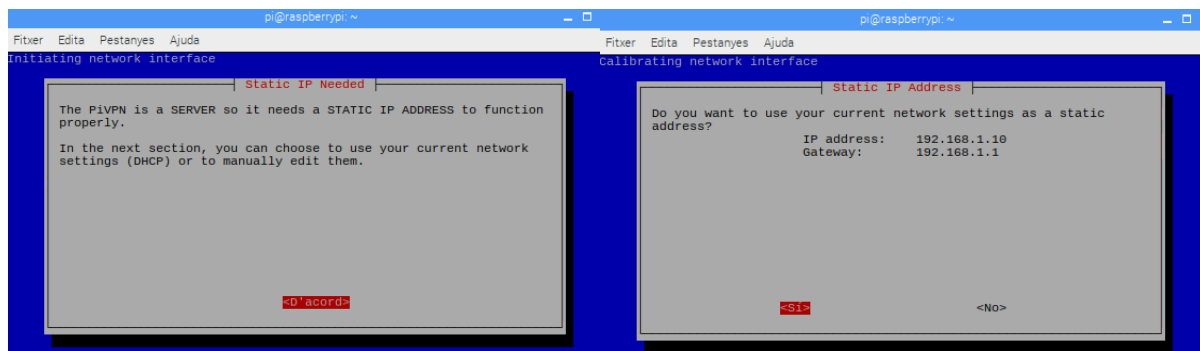 pi@raspberrypi: ~
Fitxer Edita Pestanyes Ajuda
Initiating network interface
Static IP Needed
The PiVPN is a SERVER so it needs a STATIC IP ADDRESS to function
properly.
In the next section, you can choose to use your current network
settings (DHCP) or to manually edit them.
<D'acord>
pi@raspberrypi: ~
Fitxer Edita Pestanyes Ajuda
Calibrating network interface
Static IP Address
Do you want to use your current network settings as a static
address?
IP address: 192.168.1.10
Gateway: 192.168.1.1
<Sí> <No>